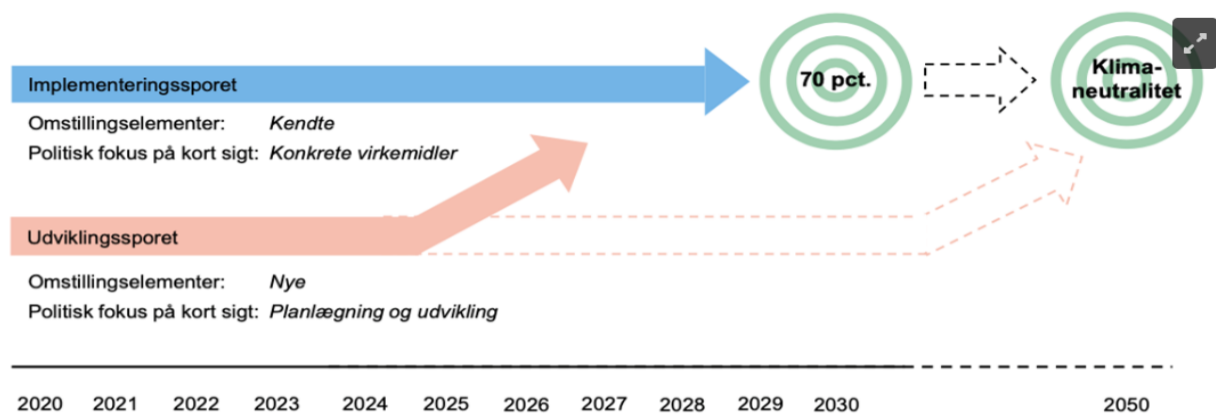 Implementeringssporet
70 pct.
Klima-
neutralitet
Omstillingselementer: Kendte
Politisk fokus på kort sigt: Konkrete virkemidler
Udviklingssporet
Omstillingselementer: Nye
Politisk fokus på kort sigt: Planlægning og udvikling
2020 2021 2022 2023 2024 2025 2026 2027 2028 2029 2030 2050